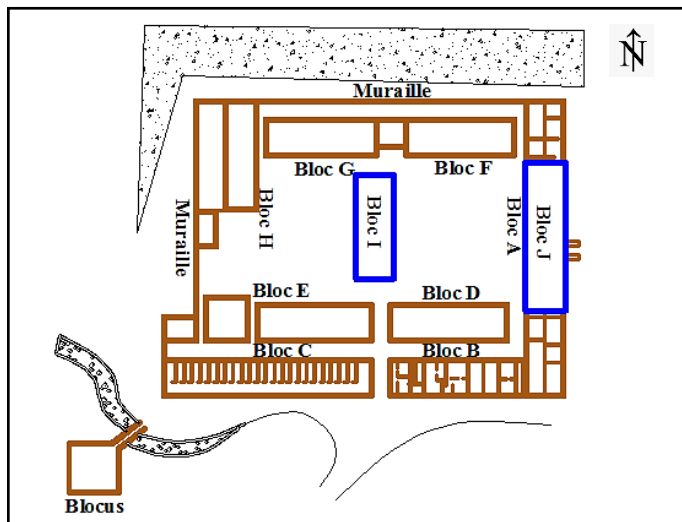 N
Muraille
Bloc G
Bloc F
Muraille
Bloc H
Bloc I
Bloc A
Bloc J
Bloc E
Bloc D
Bloc C
Bloc B
Blocus